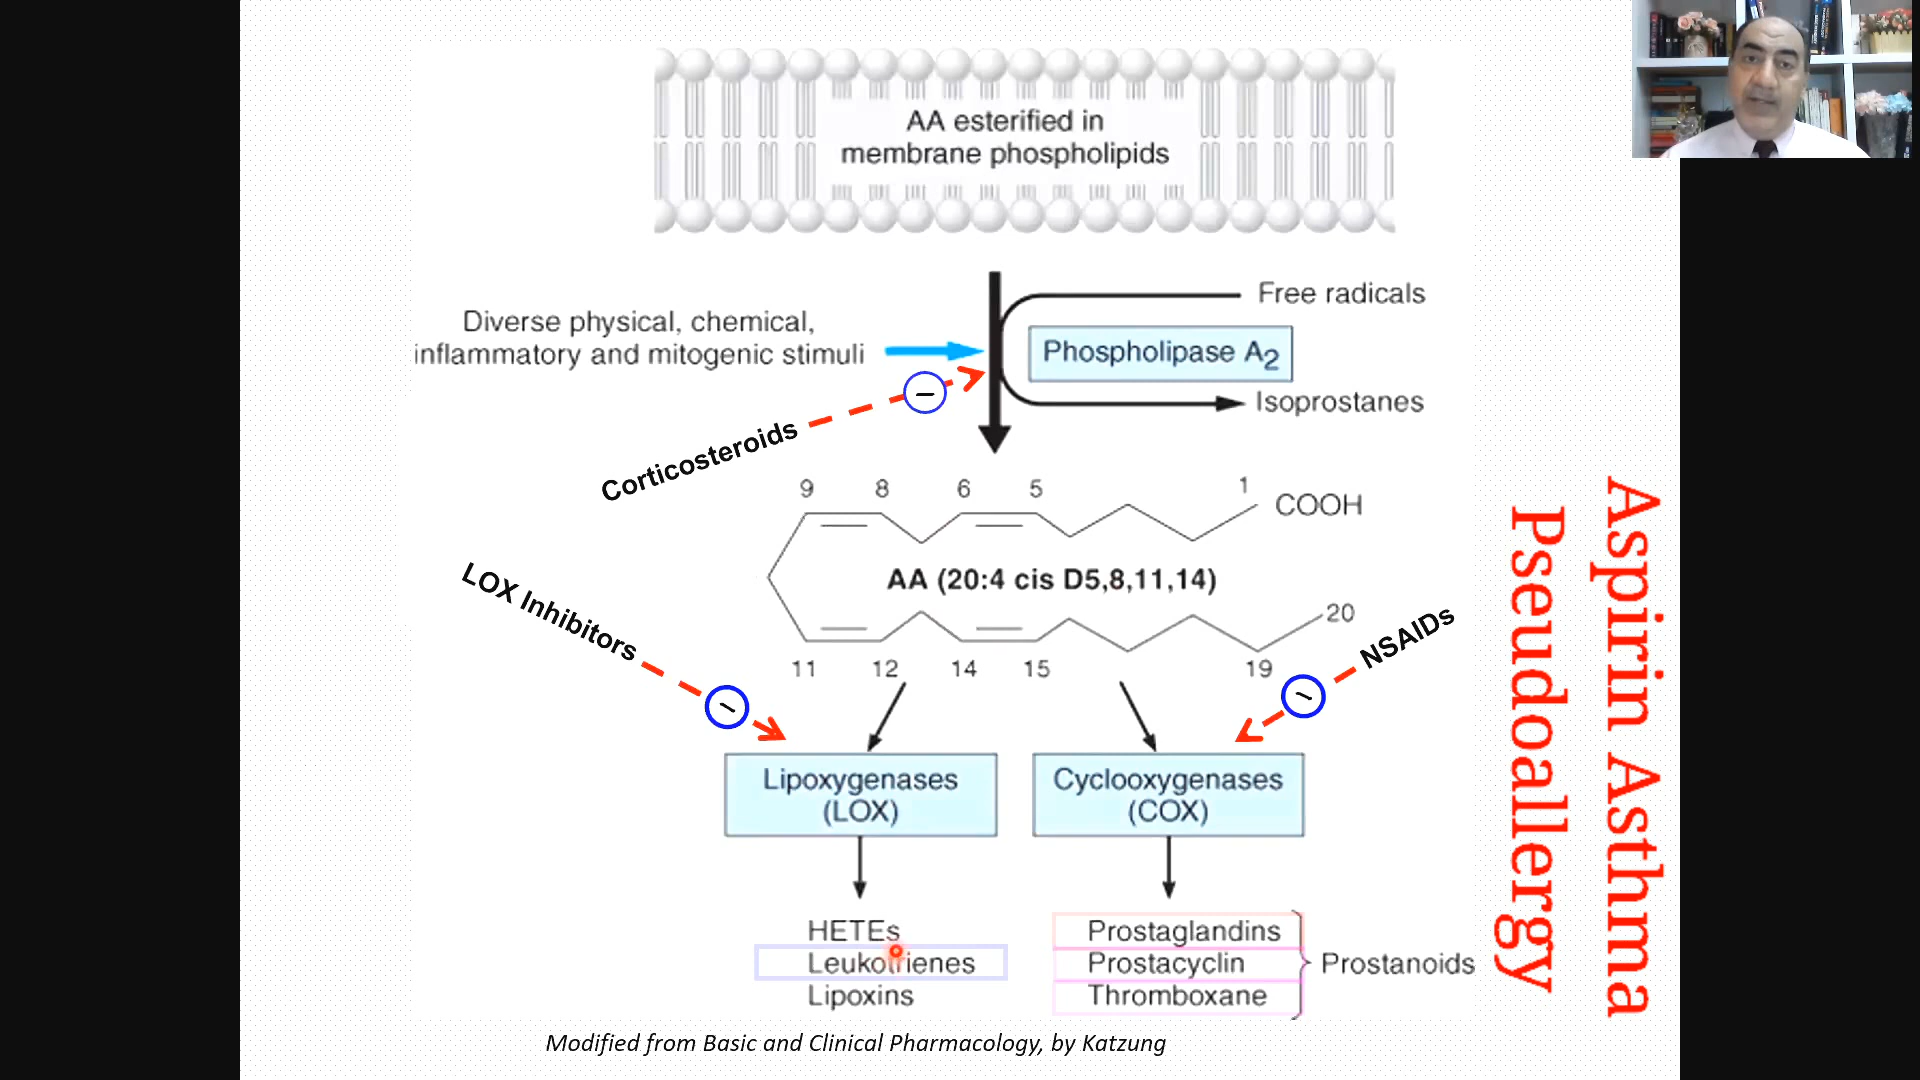 AA esterified in
membrane phospholipids
Free radicals
Diverse physical, chemical,
inflammatory and mitogenic stimuli
Phospholipase A2
Isoprostanes
–
Corticosteroids
9 8 6 5 1
COOH
AA (20:4 cis D5,8,11,14)
20
11 12 14 15 19
LOX Inhibitors
–
NSAIDs
–
Lipoxygenases
(LOX)
Cyclooxygenases
(COX)
HETEs
Leukotrienes
Lipoxins
Prostaglandins
Prostacyclin
Thromboxane
Prostanoids
Aspirin Asthma
Pseudoallergy
Modified from Basic and Clinical Pharmacology, by Katzung